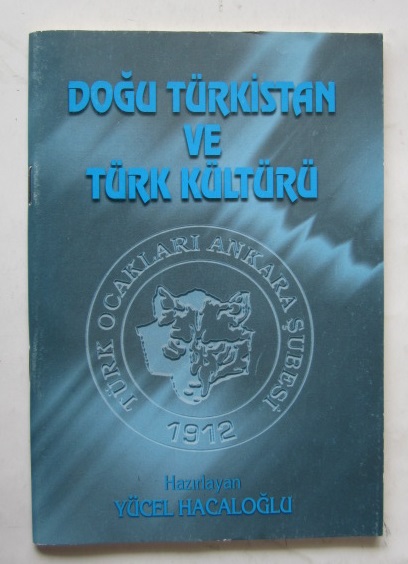 DOĞU TÜRKİSTAN
VE
TÜRK KÜLTÜRÜ
TÜRK OCAKLARI ANKARA ŞUBESİ
1912
Hazırlayan
YÜCEL HACALOĞLU